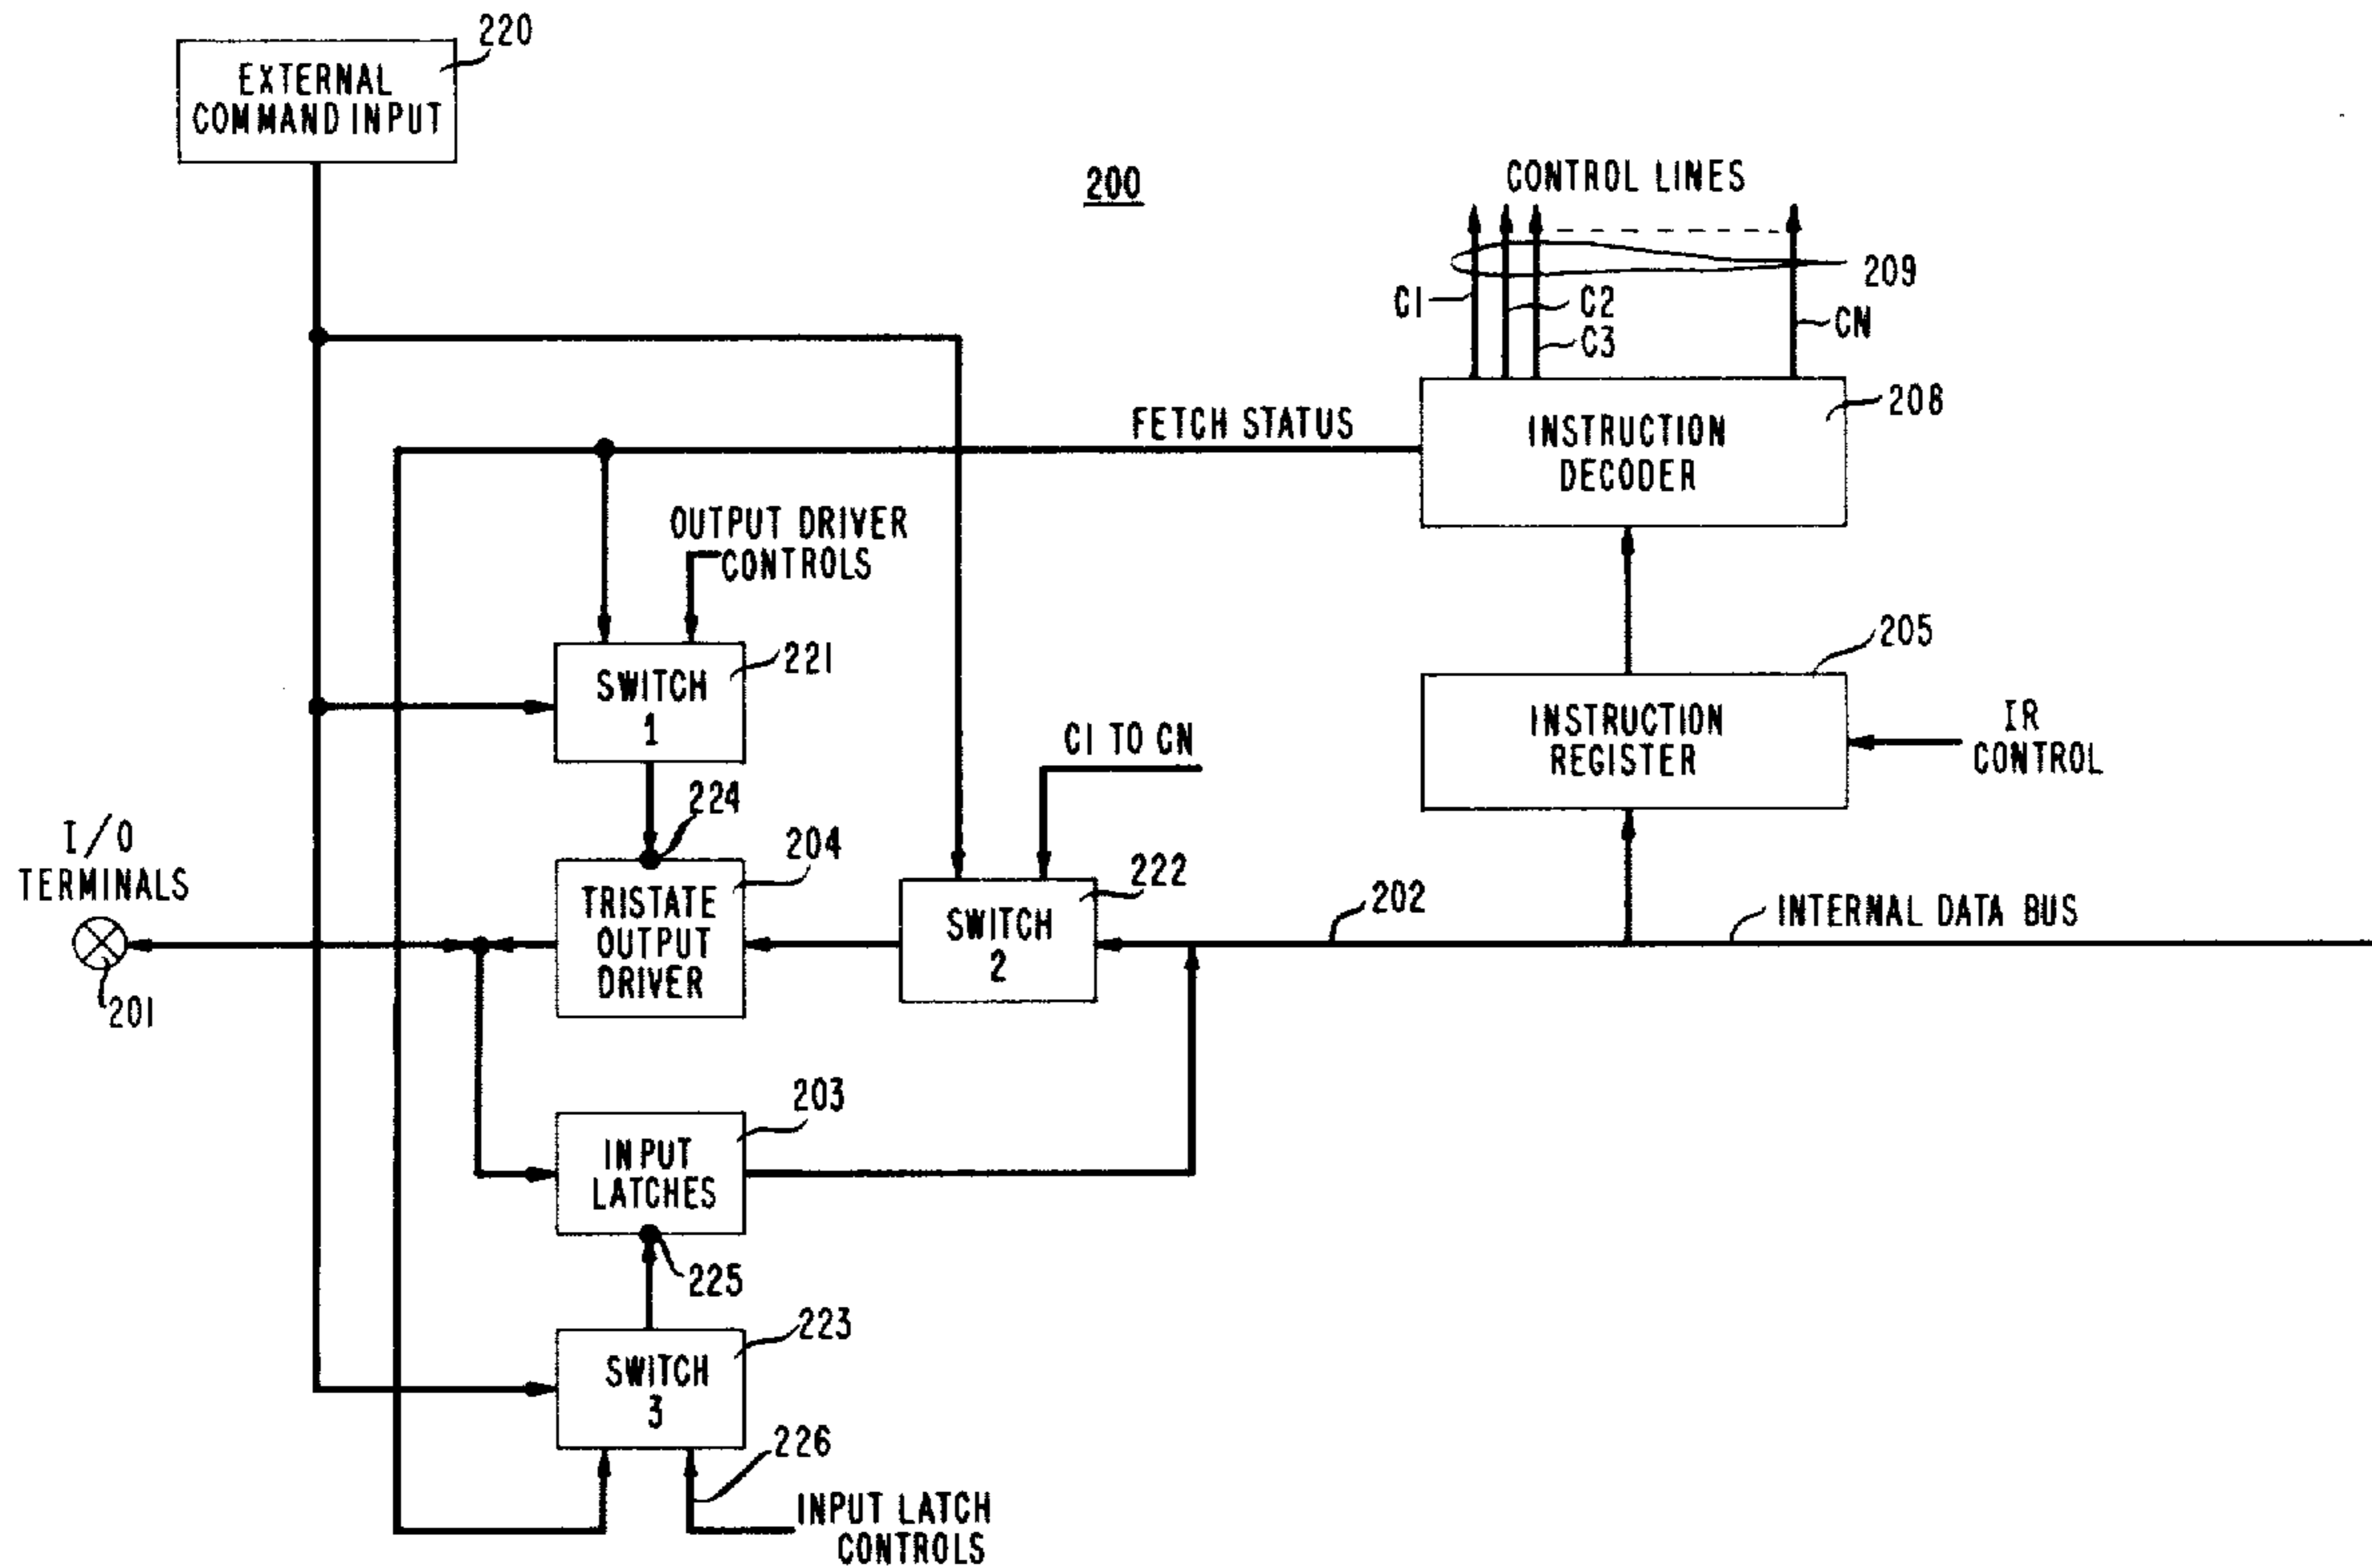 220
EXTERNAL
COMMAND INPUT
200
CONTROL LINES
209
C1
C2
C3
CN
208
FETCH STATUS
INSTRUCTION
DECODER
OUTPUT DRIVER
CONTROLS
205
221
SWITCH
1
INSTRUCTION
REGISTER
IR
CONTROL
C1 TO CN
224
I/O
TERMINALS
204
222
TRISTATE
OUTPUT
DRIVER
SWITCH
2
202
INTERNAL DATA BUS
201
203
INPUT
LATCHES
225
223
SWITCH
3
226
INPUT LATCH
CONTROLS